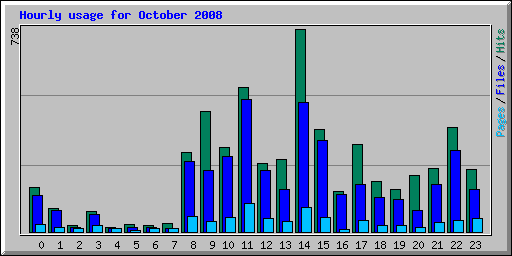 Hourly usage for October 2008
738
Pages / Files / Hits
0 1 2 3 4 5 6 7 8 9 10 11 12 13 14 15 16 17 18 19 20 21 22 23